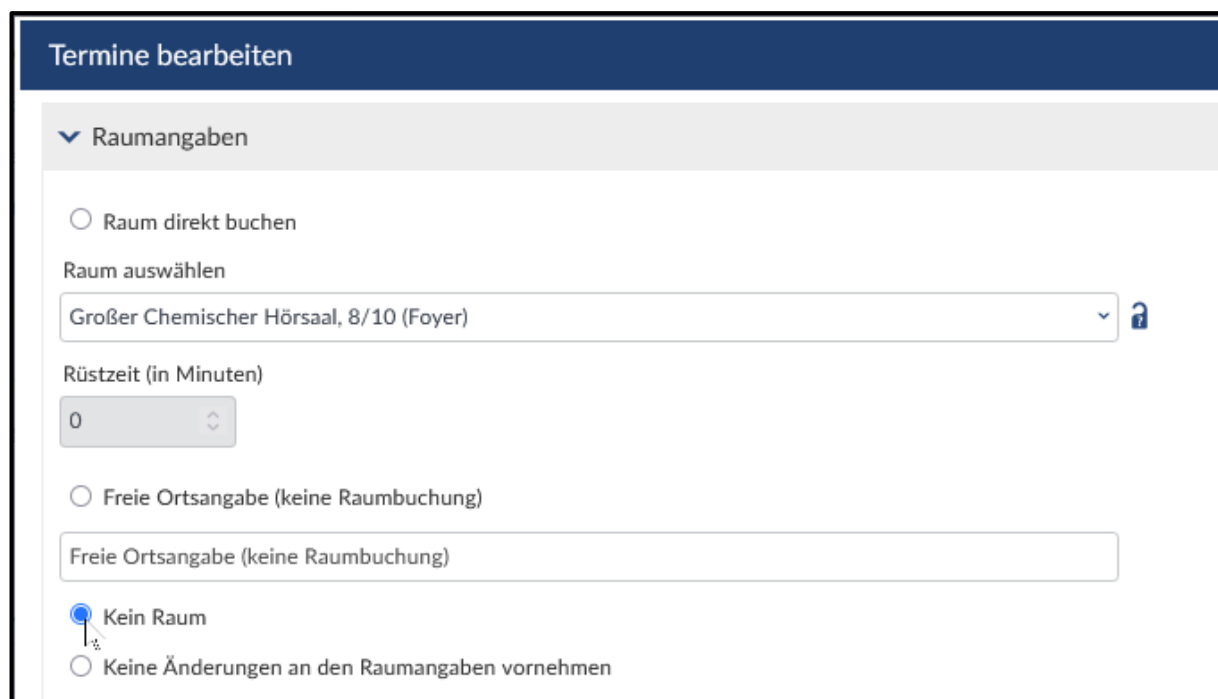 Termine bearbeiten
Raumangaben
Raum direkt buchen
Raum auswählen
Großer Chemischer Hörsaal, 8/10 (Foyer)
?
Rüstzeit (in Minuten)
0
Freie Ortsangabe (keine Raumbuchung)
Freie Ortsangabe (keine Raumbuchung)
Kein Raum
Keine Änderungen an den Raumangaben vornehmen